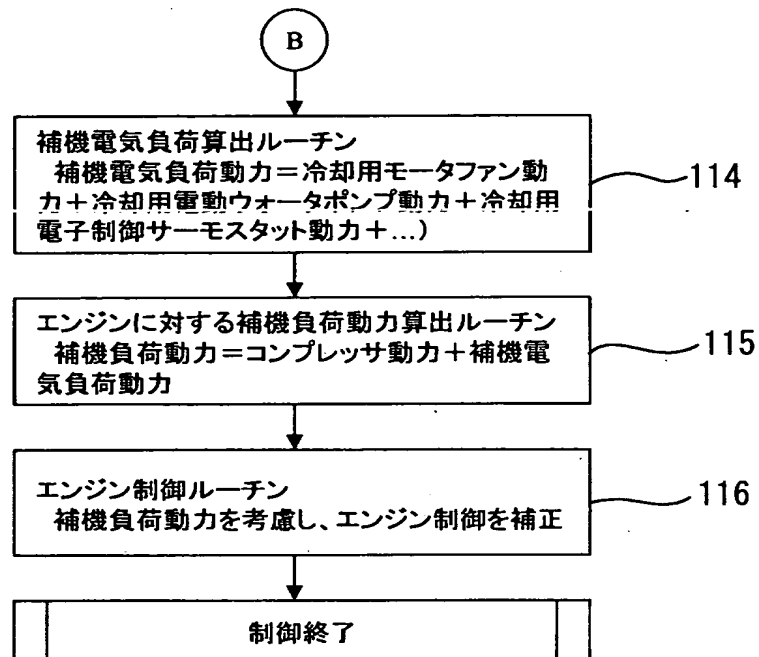 B
補機電気負荷算出ルーチン
補機電気負荷動力＝冷却用モータファン動
力＋冷却用電動ウォータポンプ動力＋冷却用
電子制御サーモスタット動力＋...）
114
エンジンに対する補機負荷動力算出ルーチン
補機負荷動力＝コンプレッサ動力＋補機電
気負荷動力
115
エンジン制御ルーチン
補機負荷動力を考慮し、エンジン制御を補正
116
制御終了